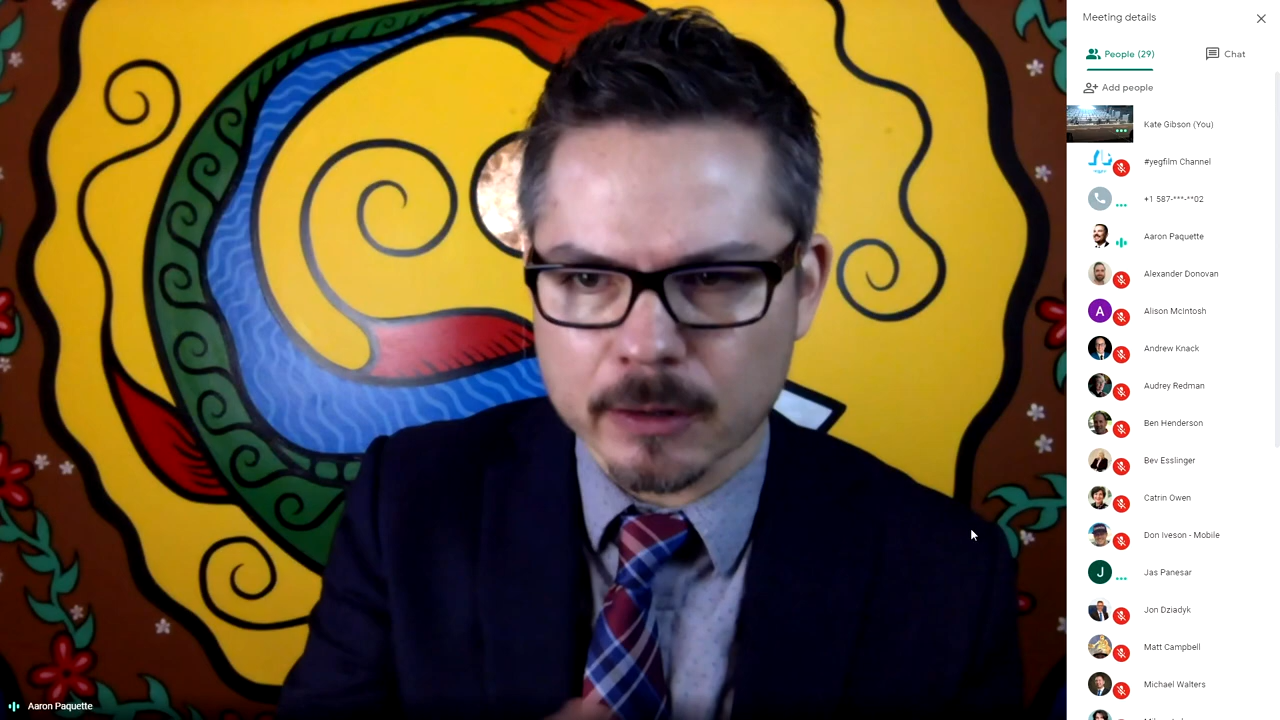 Meeting details
People (29)
Chat
Add people
Kate Gibson (You)
#yegfilm Channel
+1 587-***-**02
Aaron Paquette
Alexander Donovan
A
Alison McIntosh
Andrew Knack
Audrey Redman
Ben Henderson
Bev Esslinger
Catrin Owen
Don Iveson - Mobile
J
Jas Panesar
Jon Dziadyk
Matt Campbell
Michael Walters
Aaron Paquette